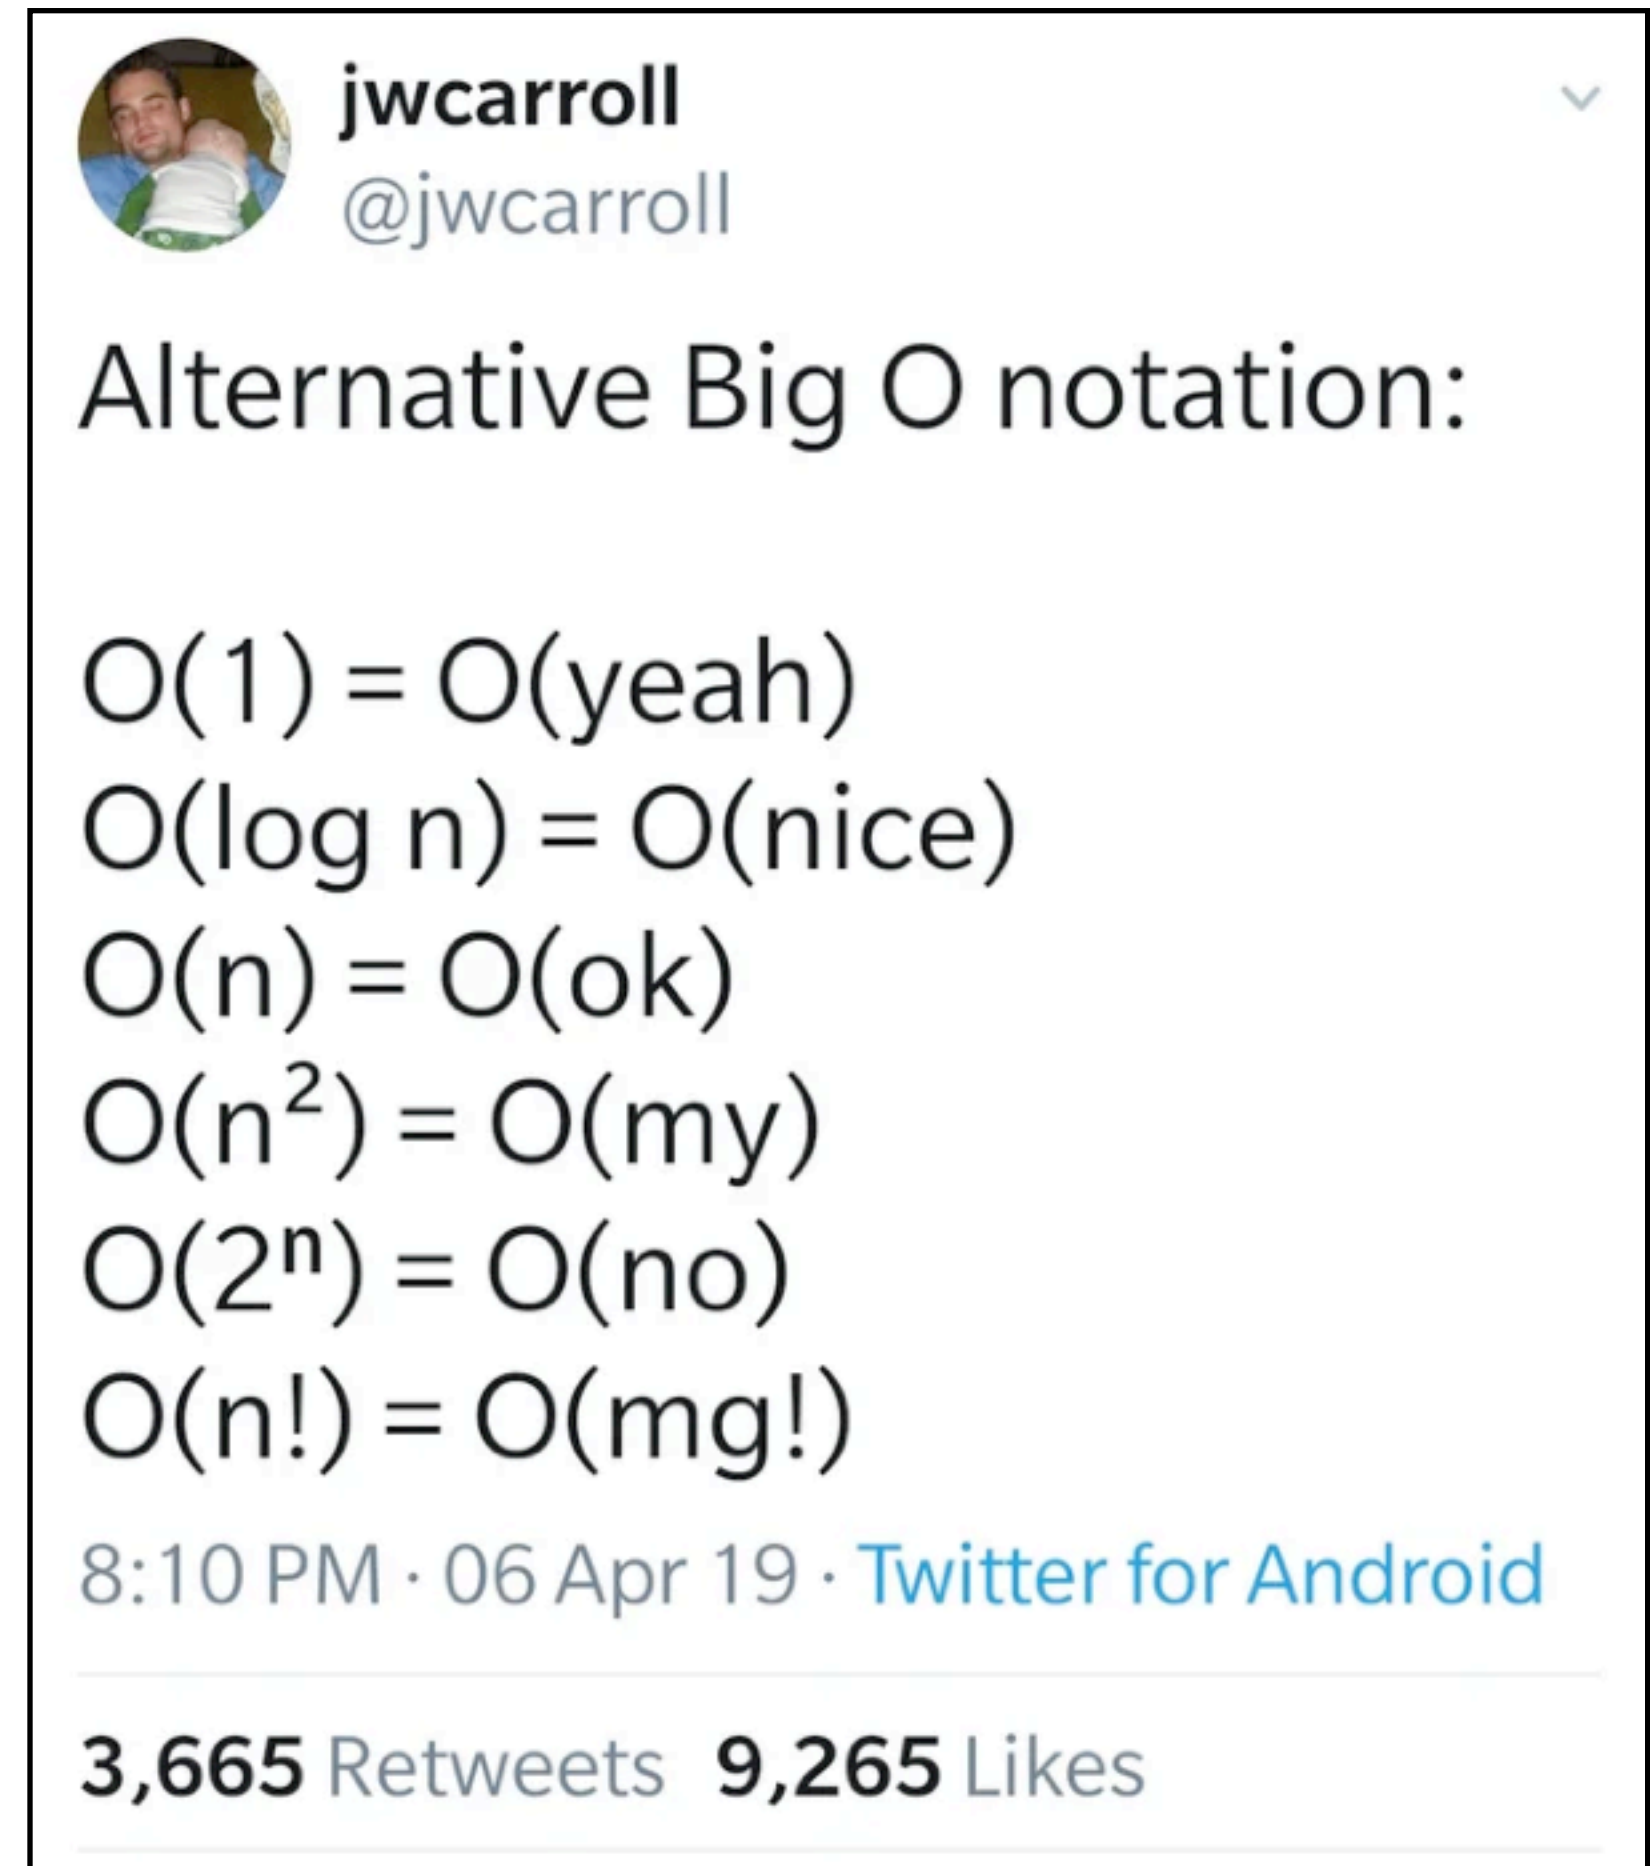 jwcarroll
@jwcarroll
Alternative Big O notation:
O(1) = O(yeah)
O(log n) = O(nice)
O(n) = O(ok)
O(n²) = O(my)
O(2ⁿ) = O(no)
O(n!) = O(mg!)
8:10 PM · 06 Apr 19 · Twitter for Android
3,665 Retweets 9,265 Likes